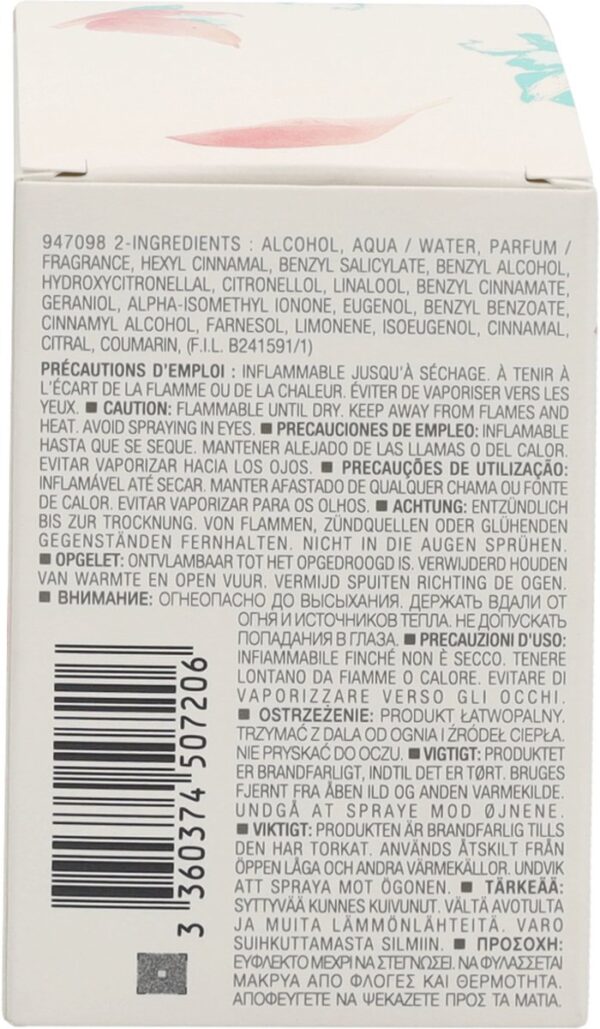 947098 2-INGREDIENTS : ALCOHOL, AQUA / WATER, PARFUM /
FRAGRANCE, HEXYL CINNAMAL, BENZYL SALICYLATE, BENZYL ALCOHOL,
HYDROXYCITRONELLAL, CITRONELLOL, LINALOOL, BENZYL CINNAMATE,
GERANIOL, ALPHA-ISOMETHYL IONONE, EUGENOL, BENZYL BENZOATE,
CINNAMYL ALCOHOL, FARNESOL, LIMONENE, ISOEUGENOL, CINNAMAL,
CITRAL, COUMARIN, (F.I.L. B241591/1)
PRÉCAUTIONS D'EMPLOI : INFLAMMABLE JUSQU'À SÉCHAGE. À TENIR À
L'ÉCART DE LA FLAMME OU DE LA CHALEUR. ÉVITER DE VAPORISER VERS LES
YEUX. ■ CAUTION: FLAMMABLE UNTIL DRY. KEEP AWAY FROM FLAMES AND
HEAT. AVOID SPRAYING IN EYES. ■ PRECAUCIONES DE EMPLEO: INFLAMABLE
HASTA QUE SE SEQUE. MANTENER ALEJADO DE LAS LLAMAS O DEL CALOR.
EVITAR VAPORIZAR HACIA LOS OJOS. ■ PRECAUÇÕES DE UTILIZAÇÃO:
INFLAMÁVEL ATÉ SECAR. MANTER AFASTADO DE QUALQUER CHAMA OU FONTE
DE CALOR. EVITAR VAPORIZAR PARA OS OLHOS. ■ ACHTUNG: ENTZÜNDLICH
BIS ZUR TROCKNUNG. VON FLAMMEN, ZÜNDQUELLEN ODER GLÜHENDEN
GEGENSTÄNDEN FERNHALTEN. NICHT IN DIE AUGEN SPRÜHEN.
■ OPGELET: ONTVLAMBAAR TOT HET OPGEDROOGD IS. VERWIJDERD HOUDEN
VAN WARMTE EN OPEN VUUR. VERMIJD SPUITEN RICHTING DE OGEN.
■ ВНИМАНИЕ: ОГНЕОПАСНО ДО ВЫСЫХАНИЯ. ДЕРЖАТЬ ВДАЛИ ОТ
ОГНЯ И ИСТОЧНИКОВ ТЕПЛА. НЕ ДОПУСКАТЬ
ПОПАДАНИЯ В ГЛАЗА. ■ PRECAUZIONI D'USO:
INFIAMMABILE FINCHÉ NON È SECCO. TENERE
LONTANO DA FIAMME O CALORE. EVITARE DI
VAPORIZZARE VERSO GLI OCCHI.
■ OSTRZEŻENIE: PRODUKT ŁATWOPALNY.
TRZYMAĆ Z DALA OD OGNIA I ŹRÓDEŁ CIEPŁA.
NIE PRYSKAĆ DO OCZU. ■ VIGTIGT: PRODUKTET
ER BRANDFARLIGT, INDTIL DET ER TØRT. BRUGES
FJERNT FRA ÅBEN ILD OG ANDEN VARMEKILDE.
UNDGÅ AT SPRAYE MOD ØJNENE.
■ VIKTIGT: PRODUKTEN ÄR BRANDFARLIG TILLS
DEN HAR TORKAT. ANVÄNDS ÅTSKILT FRÅN
ÖPPEN LÅGA OCH ANDRA VÄRMEKÄLLOR. UNDVIK
ATT SPRAYA MOT ÖGONEN. ■ TÄRKEÄÄ:
SYTTYVÄÄ KUNNES KUIVUNUT. VÄLTÄ AVOTULTA
JA MUITA LÄMMÖNLÄHTEITÄ. VARO
SUIHKUTTAMASTA SILMIIN. ■ ΠΡΟΣΟΧΗ:
ΕΥΦΛΕΚΤΟ ΜΕΧΡΙ ΝΑ ΣΤΕΓΝΩΣΕΙ. ΝΑ ΦΥΛΑΣΣΕΤΑΙ
ΜΑΚΡΥΑ ΑΠΟ ΦΛΟΓΕΣ ΚΑΙ ΘΕΡΜΟΤΗΤΑ.
ΑΠΟΦΕΥΓΕΤΕ ΝΑ ΨΕΚΑΖΕΤΕ ΠΡΟΣ ΤΑ ΜΑΤΙΑ.
3 360374 507206